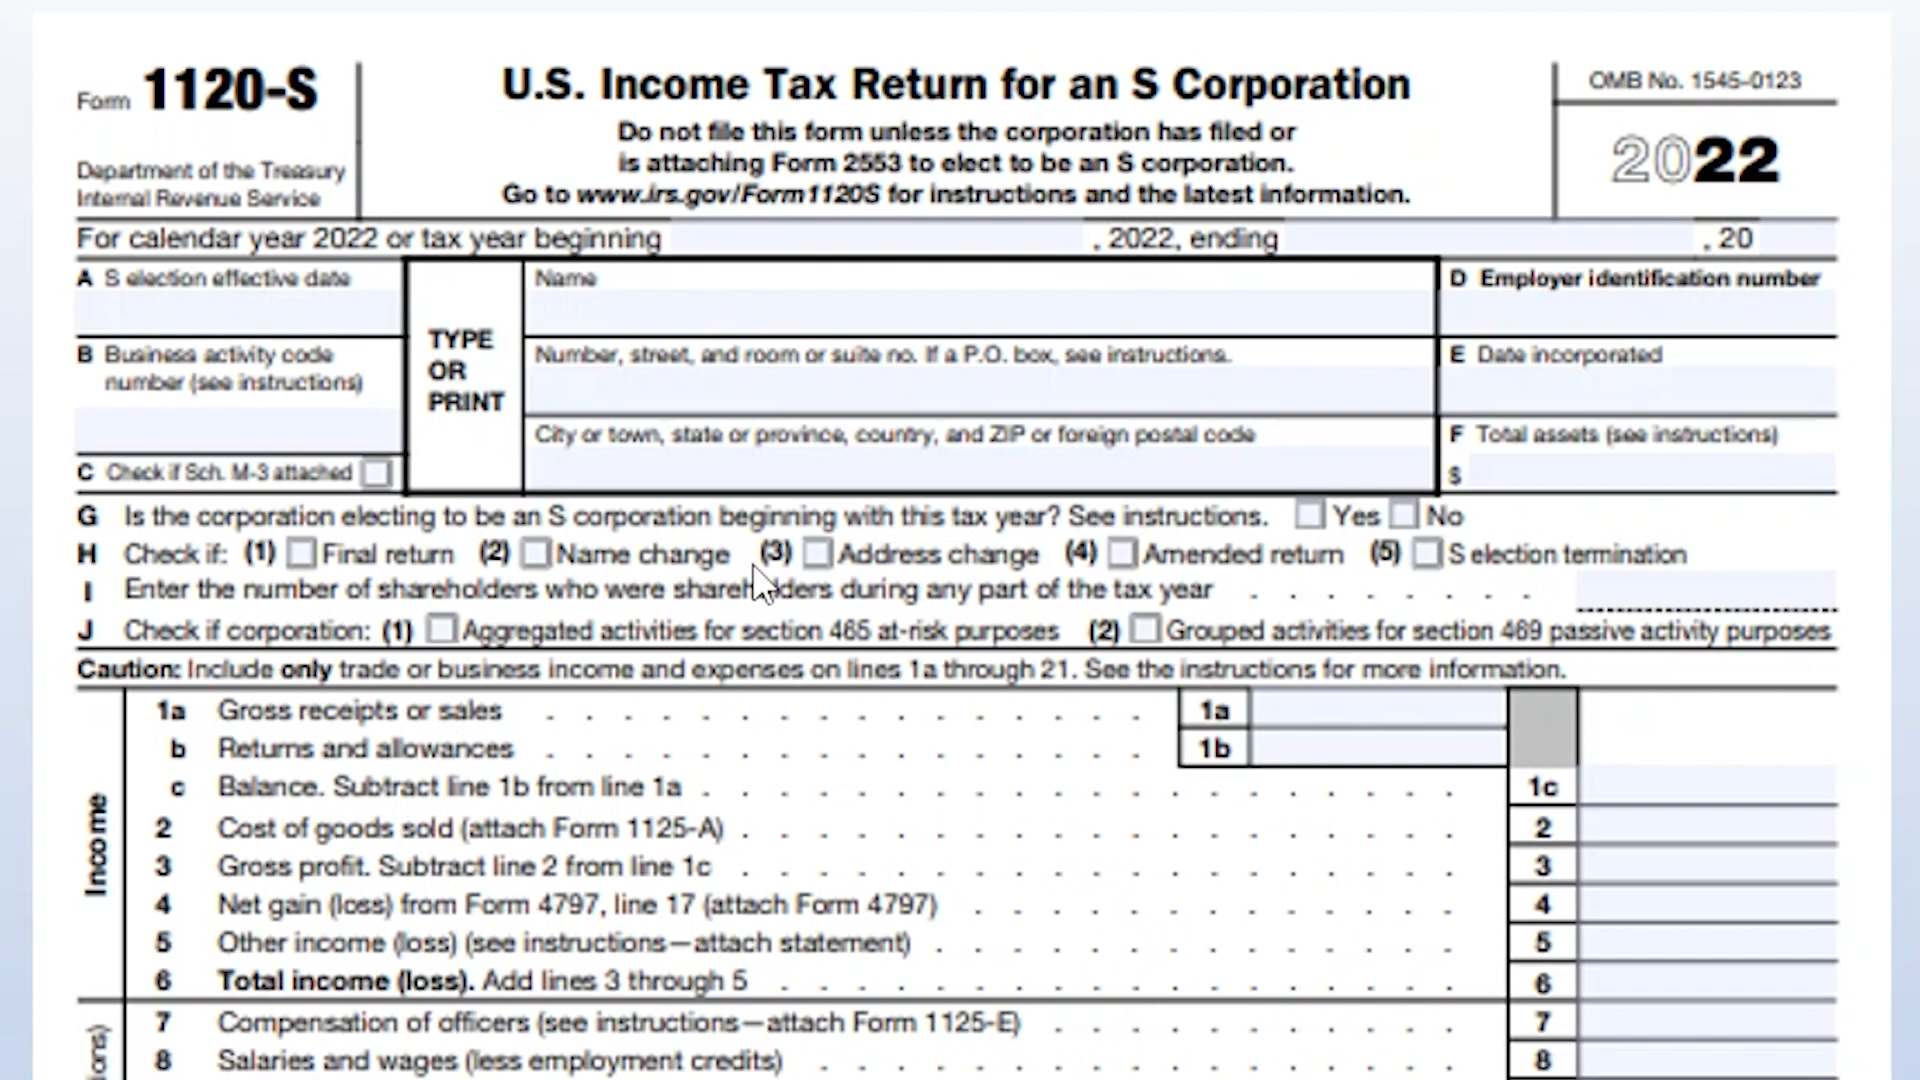 Form 1120-S
Department of the Treasury
Internal Revenue Service
U.S. Income Tax Return for an S Corporation
Do not file this form unless the corporation has filed or
is attaching Form 2553 to elect to be an S corporation.
Go to www.irs.gov/Form1120S for instructions and the latest information.
OMB No. 1545-0123
2022
For calendar year 2022 or tax year beginning , 2022, ending , 20
A S election effective date
B Business activity code
number (see instructions)
C Check if Sch. M-3 attached
TYPE
OR
PRINT
Name
Number, street, and room or suite no. If a P.O. box, see instructions.
City or town, state or province, country, and ZIP or foreign postal code
D Employer identification number
E Date incorporated
F Total assets (see instructions)
$
G Is the corporation electing to be an S corporation beginning with this tax year? See instructions. Yes No
H Check if: (1) Final return (2) Name change (3) Address change (4) Amended return (5) S election termination
I Enter the number of shareholders who were shareholders during any part of the tax year . . . . . . . .
J Check if corporation: (1) Aggregated activities for section 465 at-risk purposes (2) Grouped activities for section 469 passive activity purposes
Caution: Include only trade or business income and expenses on lines 1a through 21. See the instructions for more information.
Income
1a Gross receipts or sales . . . . . . . . . . . . . . . . 1a
b Returns and allowances . . . . . . . . . . . . . . . . 1b
c Balance. Subtract line 1b from line 1a . . . . . . . . . . . . . . . . . . . . 1c
2 Cost of goods sold (attach Form 1125-A) . . . . . . . . . . . . . . . . . . . 2
3 Gross profit. Subtract line 2 from line 1c . . . . . . . . . . . . . . . . . . . 3
4 Net gain (loss) from Form 4797, line 17 (attach Form 4797) . . . . . . . . . . . . . 4
5 Other income (loss) (see instructions—attach statement) . . . . . . . . . . . . . . 5
6 Total income (loss). Add lines 3 through 5 . . . . . . . . . . . . . . . . . . 6
7 Compensation of officers (see instructions—attach Form 1125-E) . . . . . . . . . . . 7
8 Salaries and wages (less employment credits) . . . . . . . . . . . . . . . . . 8